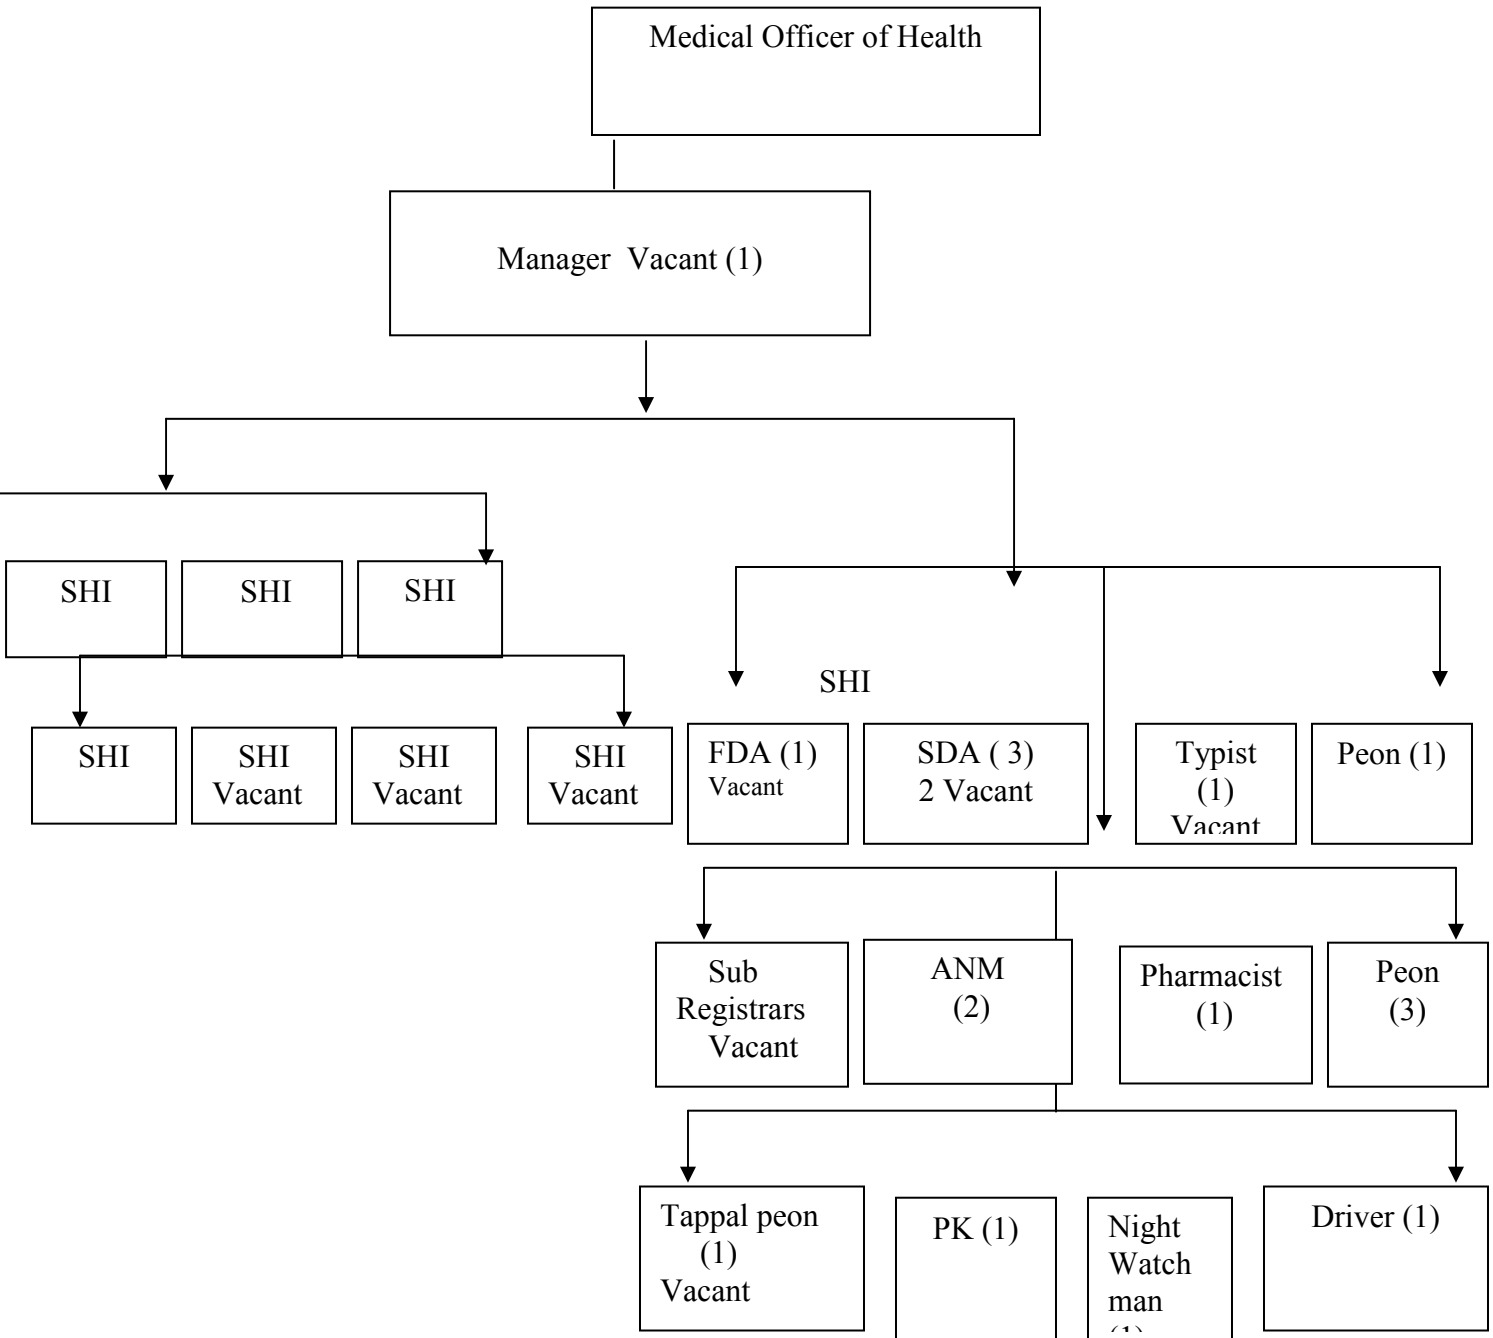 Medical Officer of Health
Manager  Vacant (1)
SHI
SHI
SHI
SHI
SHI
SHI
Vacant
SHI
Vacant
SHI
Vacant
FDA (1)
Vacant
SDA ( 3)
2 Vacant
Typist
(1)
Vacant
Peon (1)
Sub
Registrars
Vacant
ANM
(2)
Pharmacist
(1)
Peon
(3)
Tappal peon
(1)
Vacant
PK (1)
Night
Watch
man
Driver (1)